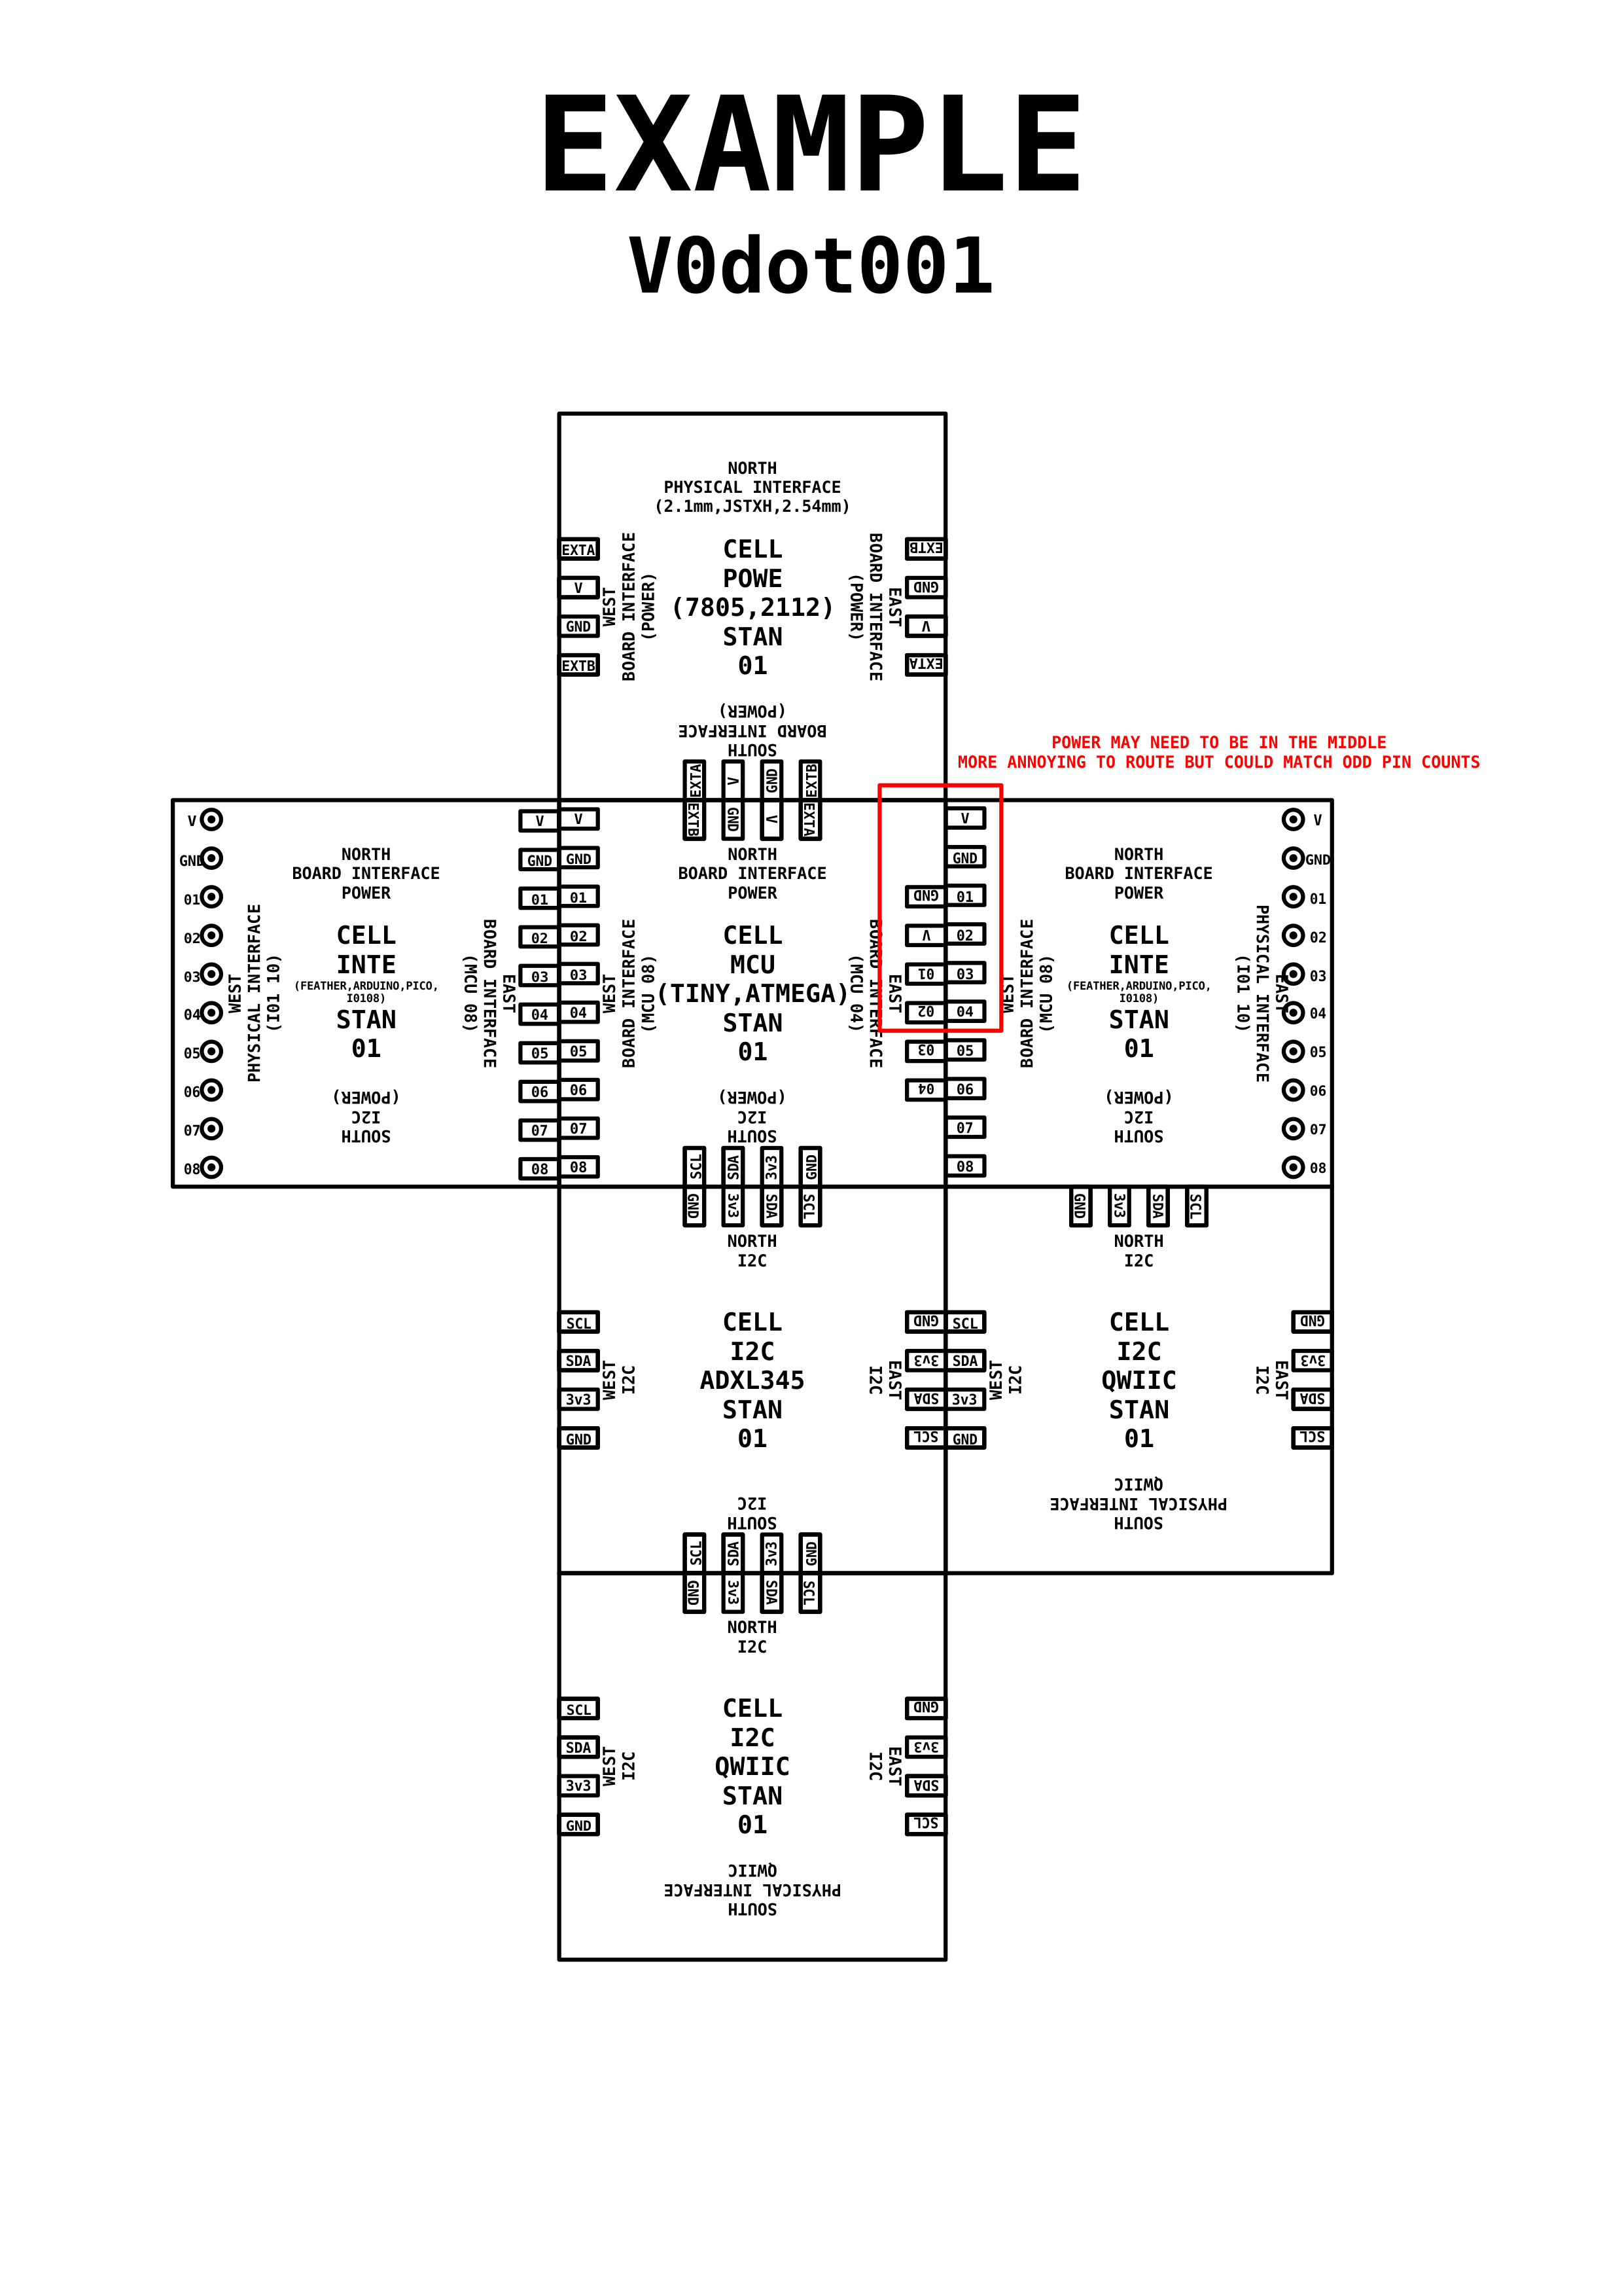 EXAMPLE
V0dot001
NORTH
PHYSICAL INTERFACE
(2.1mm,JSTXH,2.54mm)
EXTA
V
GND
EXTB
WEST
BOARD INTERFACE
(POWER)
CELL
POWE
(7805,2112)
STAN
01
EAST
BOARD INTERFACE
(POWER)
EXTB
GND
V
EXTA
SOUTH
BOARD INTERFACE
(POWER)
EXTA
V
GND
EXTB
POWER MAY NEED TO BE IN THE MIDDLE
MORE ANNOYING TO ROUTE BUT COULD MATCH ODD PIN COUNTS
V
GND
01
02
03
04
05
06
07
08
WEST
PHYSICAL INTERFACE
(I01 10)
NORTH
BOARD INTERFACE
POWER
CELL
INTE
(FEATHER,ARDUINO,PICO,
I0108)
STAN
01
SOUTH
I2C
(POWER)
EAST
BOARD INTERFACE
(MCU 08)
V
GND
01
02
03
04
05
06
07
08
V
GND
01
02
03
04
05
06
07
08
WEST
BOARD INTERFACE
(MCU 08)
EXTB
GND
V
EXTA
NORTH
BOARD INTERFACE
POWER
CELL
MCU
(TINY,ATMEGA)
STAN
01
SOUTH
I2C
(POWER)
SCL
SDA
3v3
GND
EAST
BOARD INTERFACE
(MCU 04)
GND
V
01
02
03
04
V
GND
01
02
03
04
05
06
07
08
WEST
BOARD INTERFACE
(MCU 08)
NORTH
BOARD INTERFACE
POWER
CELL
INTE
(FEATHER,ARDUINO,PICO,
I0108)
STAN
01
SOUTH
I2C
(POWER)
EAST
PHYSICAL INTERFACE
(I01 10)
V
GND
01
02
03
04
05
06
07
08
GND
3v3
SDA
SCL
NORTH
I2C
SCL
SDA
3v3
GND
WEST
I2C
CELL
I2C
ADXL345
STAN
01
EAST
I2C
GND
3v3
SDA
SCL
SOUTH
I2C
SCL
SDA
3v3
GND
GND
3v3
SDA
SCL
NORTH
I2C
SCL
SDA
3v3
GND
WEST
I2C
CELL
I2C
QWIIC
STAN
01
EAST
I2C
GND
3v3
SDA
SCL
SOUTH
PHYSICAL INTERFACE
QWIIC
GND
3v3
SDA
SCL
NORTH
I2C
SCL
SDA
3v3
GND
WEST
I2C
CELL
I2C
QWIIC
STAN
01
EAST
I2C
GND
3v3
SDA
SCL
SOUTH
PHYSICAL INTERFACE
QWIIC